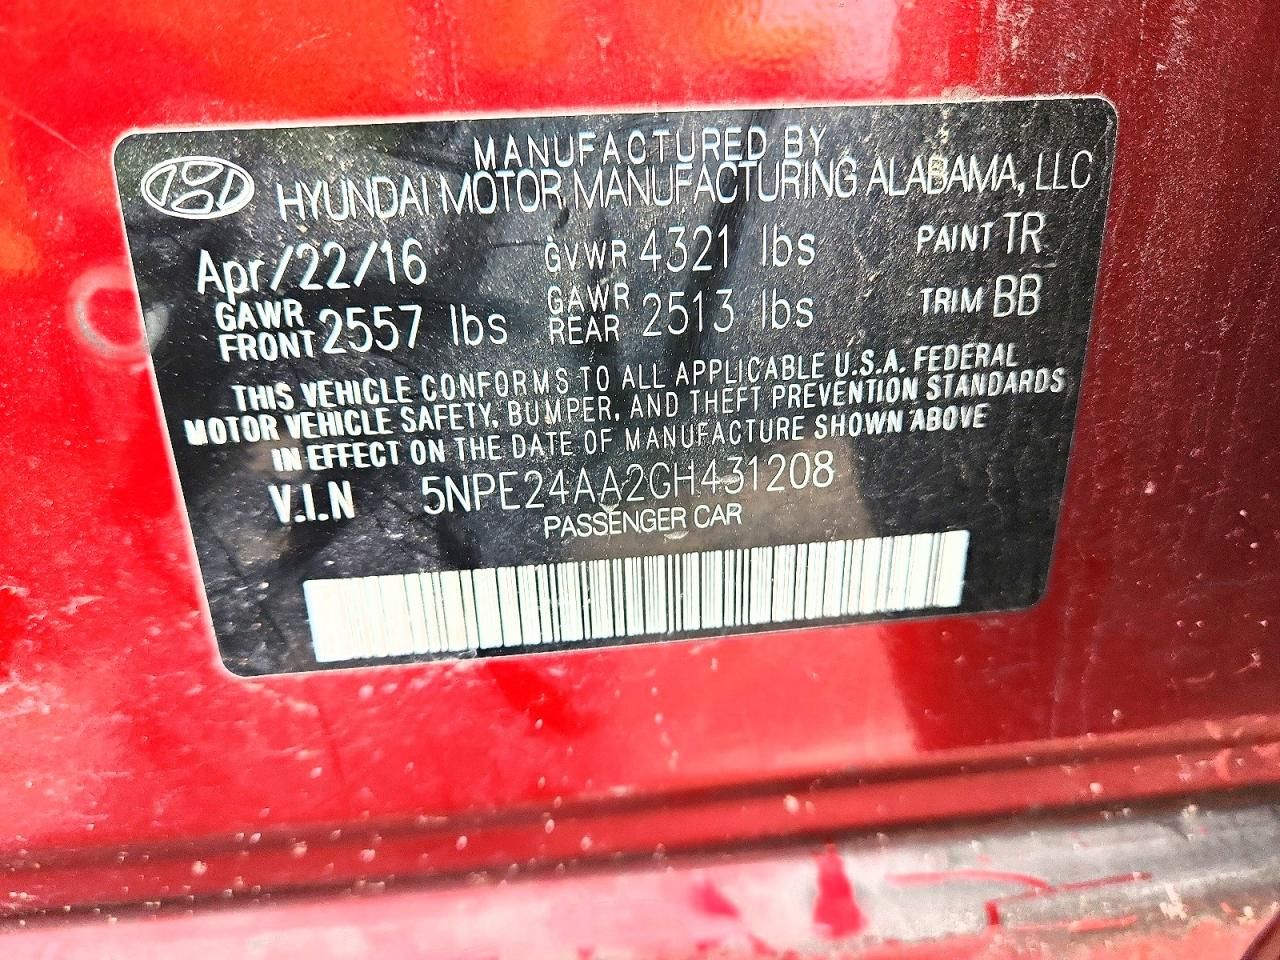 MANUFACTURED BY
HYUNDAI MOTOR MANUFACTURING ALABAMA, LLC
Apr/22/16 GVWR 4321 lbs PAINT TR
GAWR FRONT 2557 lbs GAWR REAR 2513 lbs TRIM BB
THIS VEHICLE CONFORMS TO ALL APPLICABLE U.S.A. FEDERAL
MOTOR VEHICLE SAFETY, BUMPER, AND THEFT PREVENTION STANDARDS
IN EFFECT ON THE DATE OF MANUFACTURE SHOWN ABOVE
V.I.N 5NPE24AA2GH431208
PASSENGER CAR